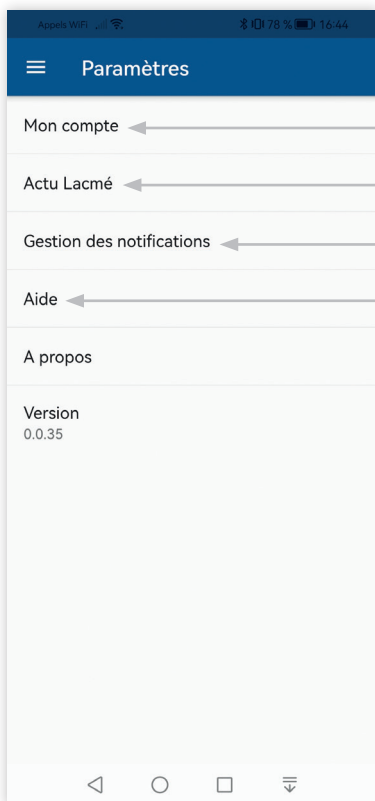 Appels WiFi 78 % 16:44
Paramètres
Mon compte
Actu Lacmé
Gestion des notifications
Aide
A propos
Version
0.0.35